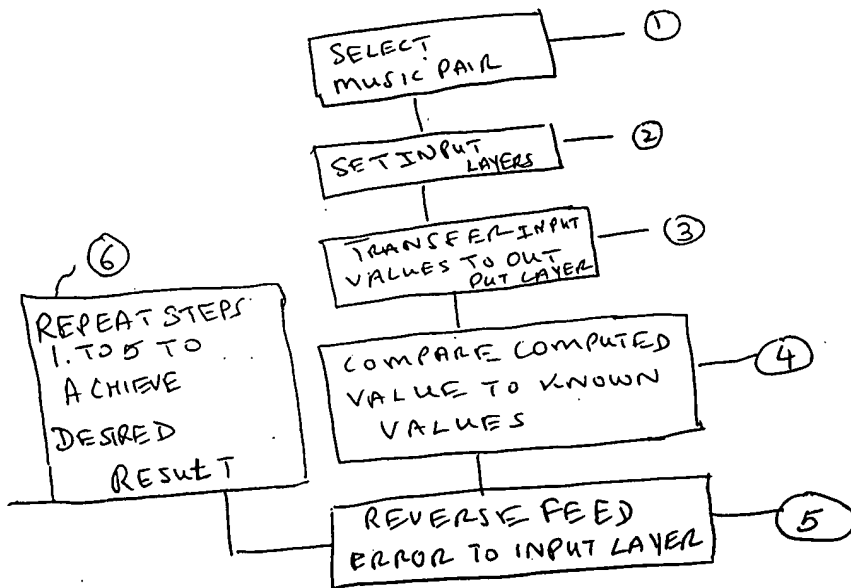 SELECT
MUSIC PAIR
1
SET INPUT
LAYERS
2
TRANSFER INPUT
VALUES TO OUT
PUT LAYER
3
6
REPEAT STEPS
1. TO 5 TO
ACHIEVE
DESIRED
RESULT
COMPARE COMPUTED
VALUE TO KNOWN
VALUES
4
REVERSE FEED
ERROR TO INPUT LAYER
5